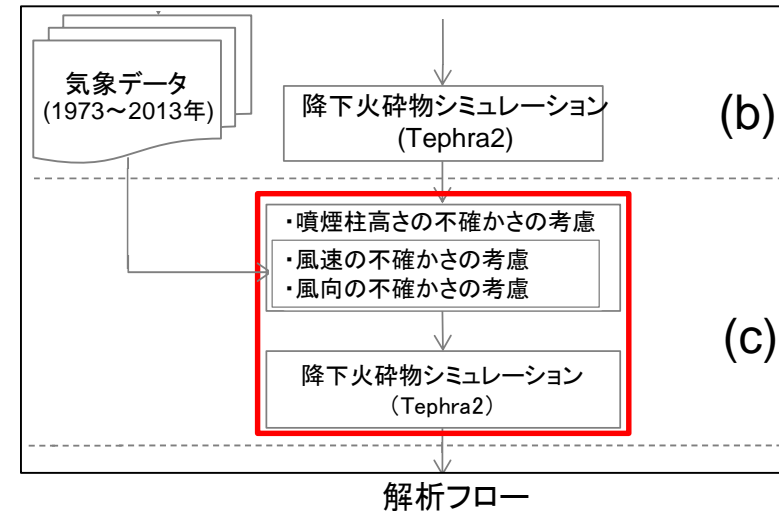 気象データ
(1973～2013年)
降下火砕物シミュレーション
(Tephra2)
(b)
・噴煙柱高さの不確かさの考慮
・風速の不確かさの考慮
・風向の不確かさの考慮
(c)
降下火砕物シミュレーション
（Tephra2）
解析フロー